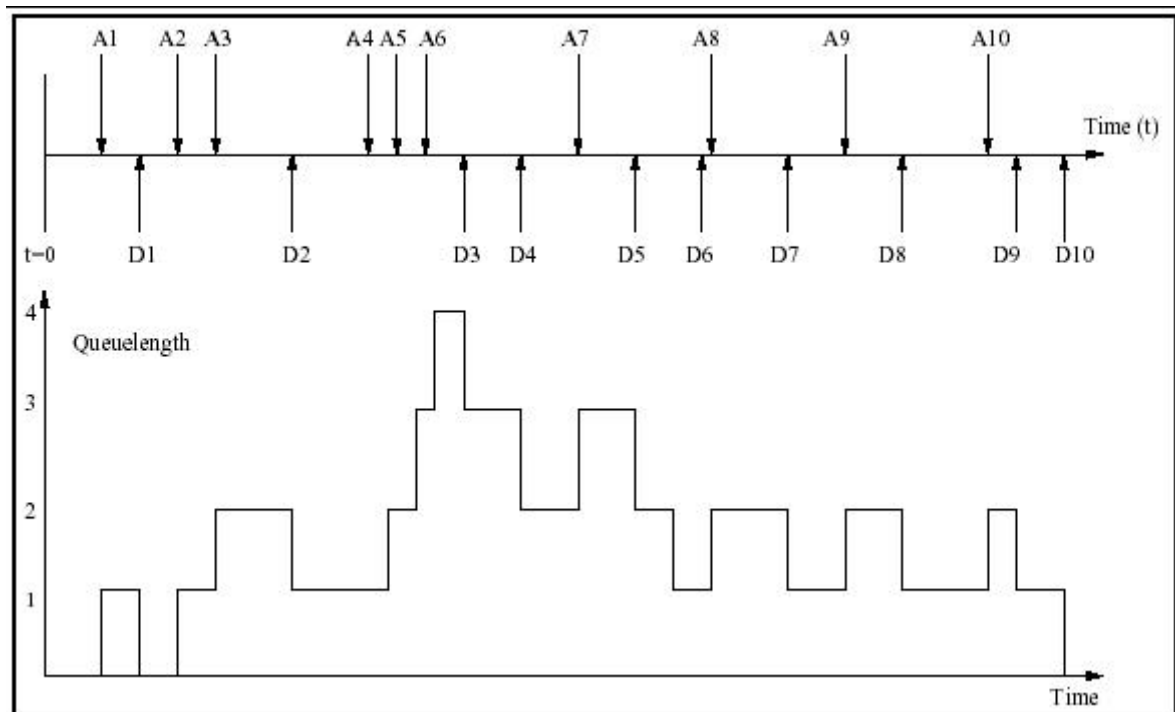 A1 A2 A3 A4 A5 A6 A7 A8 A9 A10
Time (t)
t=0 D1 D2 D3 D4 D5 D6 D7 D8 D9 D10
4
Queuelength
3
2
1
Time